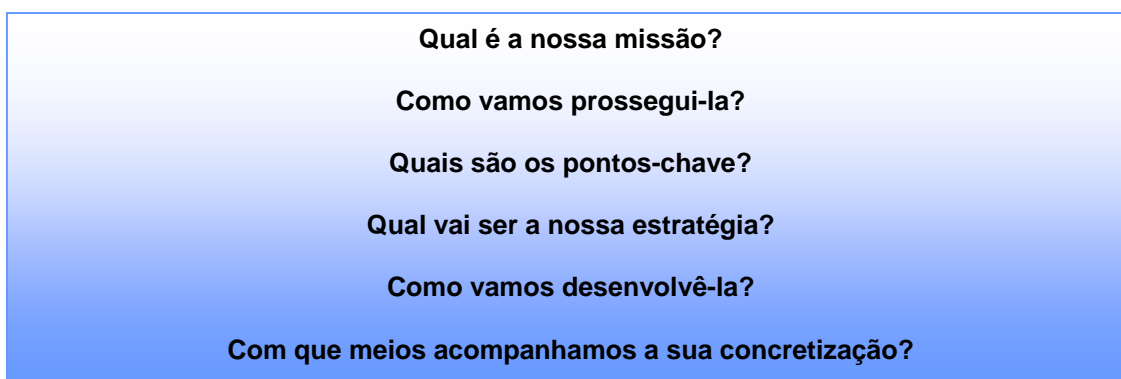 Qual é a nossa missão?
Como vamos prossegui-la?
Quais são os pontos-chave?
Qual vai ser a nossa estratégia?
Como vamos desenvolvê-la?
Com que meios acompanhamos a sua concretização?